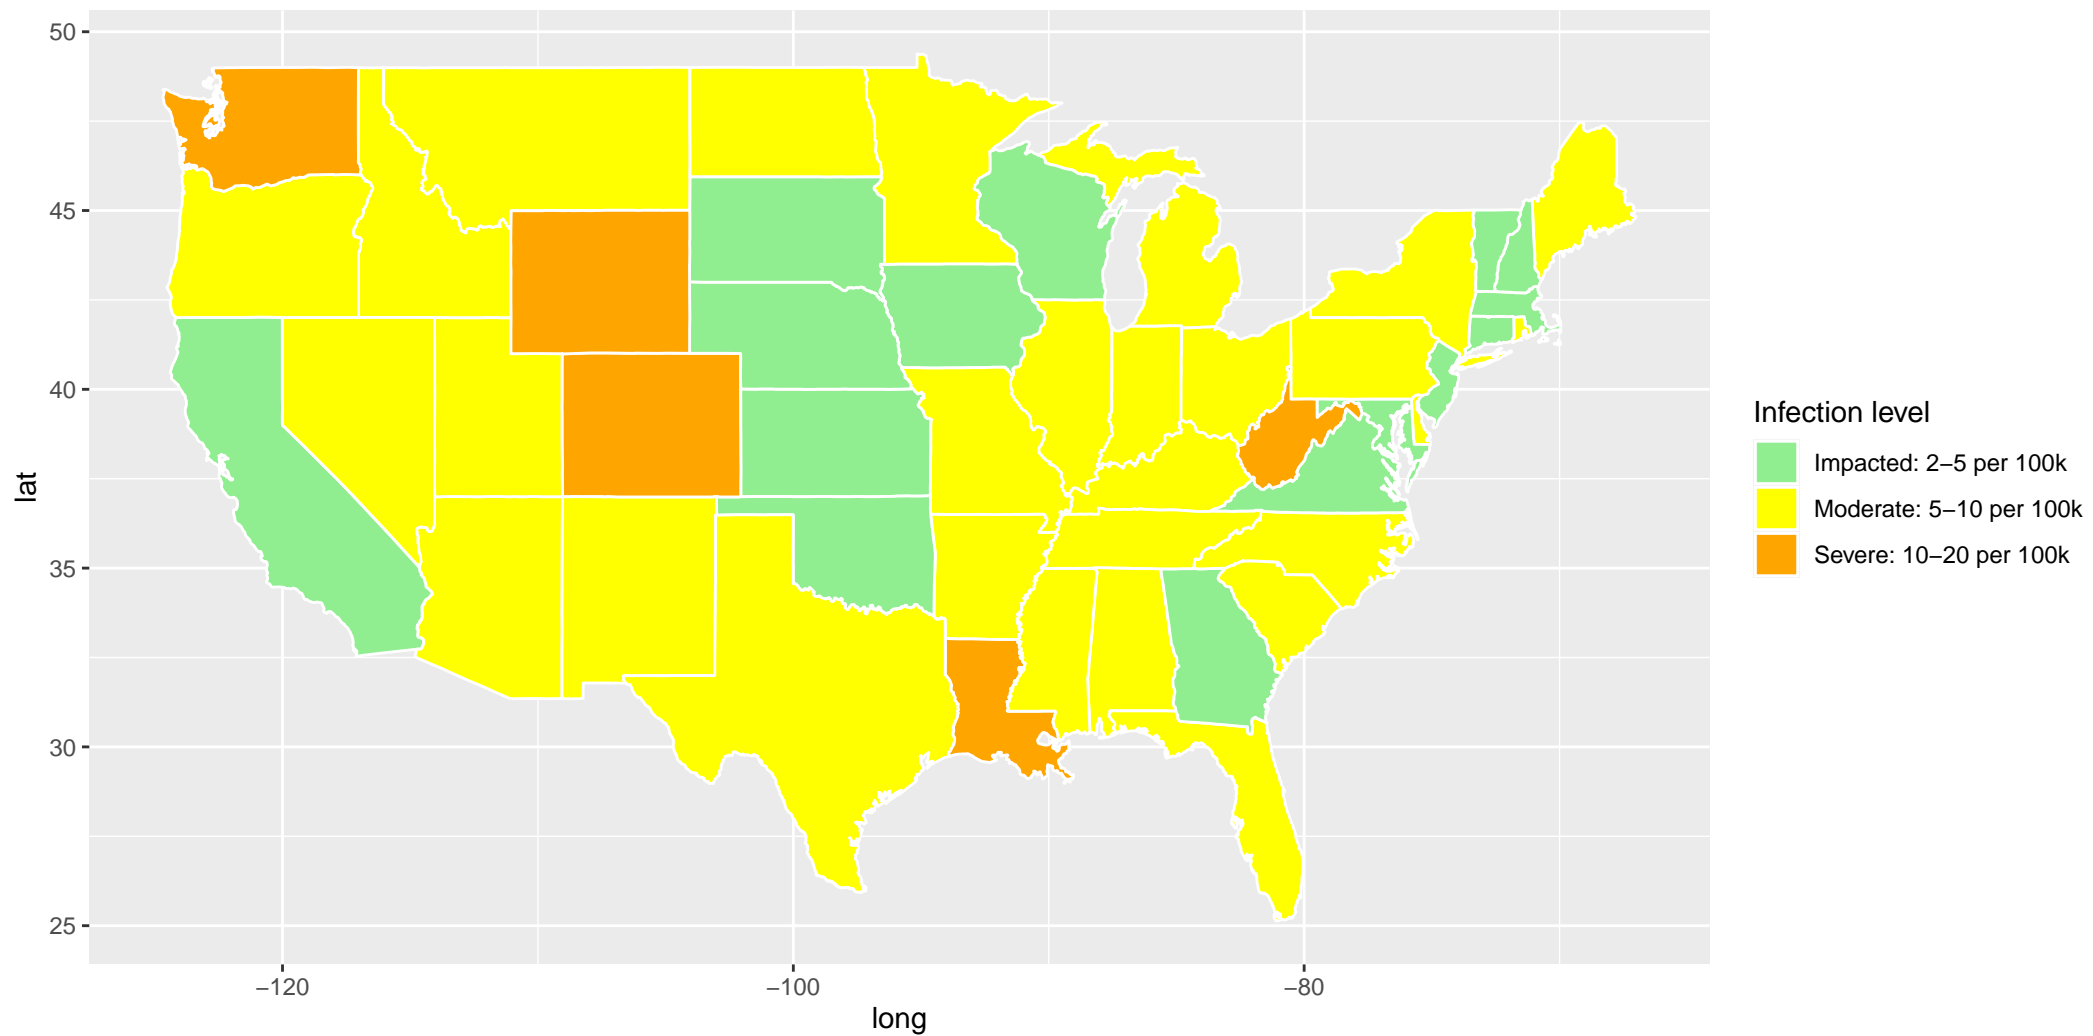 50
45
40
35
30
25
lat
−120
−100
−80
long
Infection level
Impacted: 2−5 per 100k
Moderate: 5−10 per 100k
Severe: 10−20 per 100k